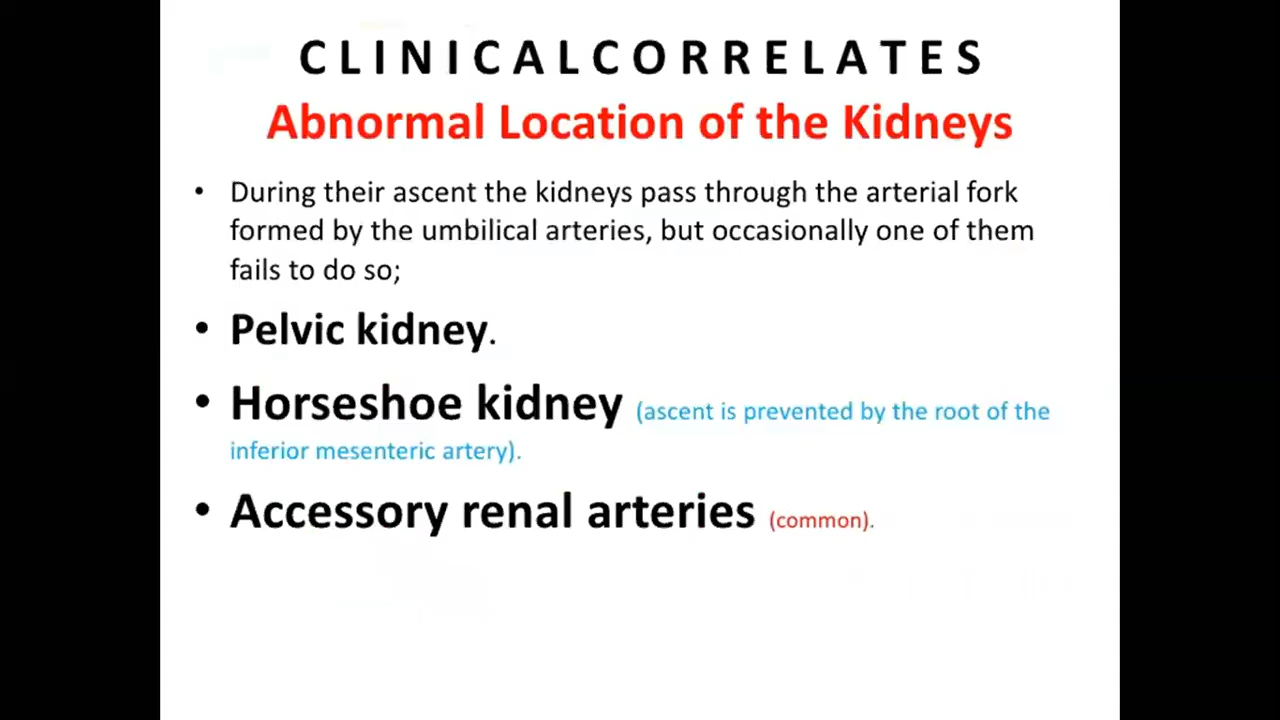 C L I N I C A L C O R R E L A T E S
Abnormal Location of the Kidneys
• During their ascent the kidneys pass through the arterial fork
formed by the umbilical arteries, but occasionally one of them
fails to do so;
• Pelvic kidney.
• Horseshoe kidney (ascent is prevented by the root of the
inferior mesenteric artery).
• Accessory renal arteries (common).